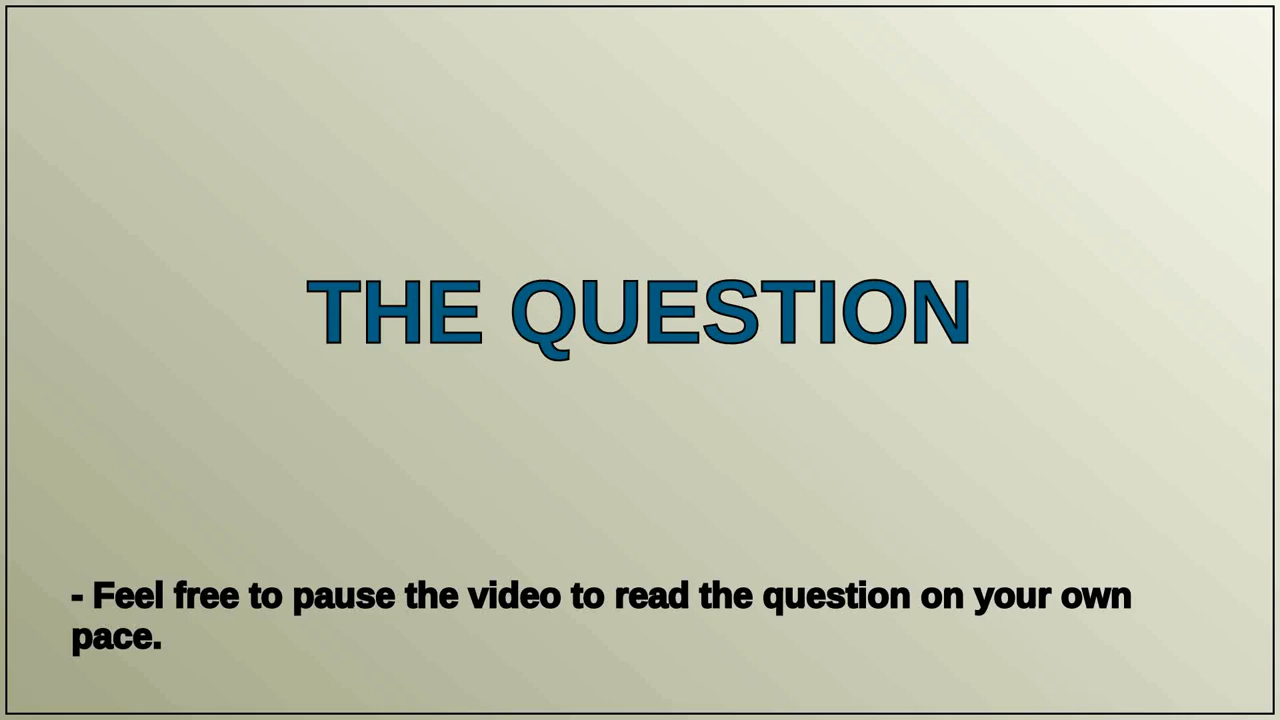 THE QUESTION
- Feel free to pause the video to read the question on your own
pace.